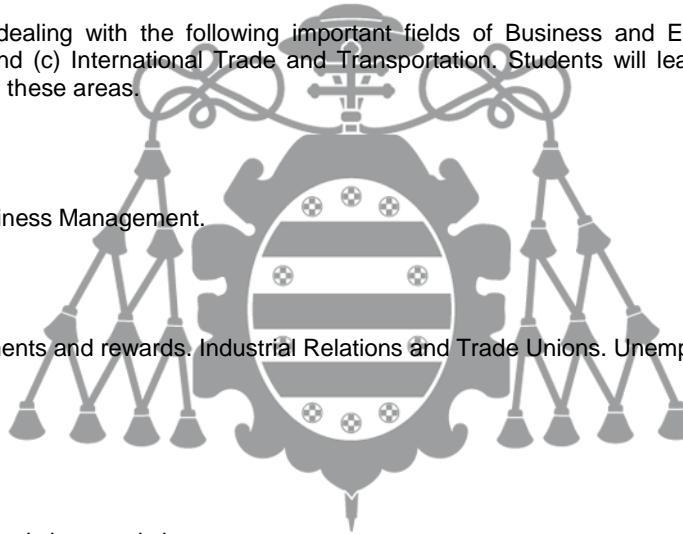 dealing with the following important fields of Business and E
nd (c) International Trade and Transportation. Students will lea
these areas.
iness Management.
ents and rewards. Industrial Relations and Trade Unions. Unemp